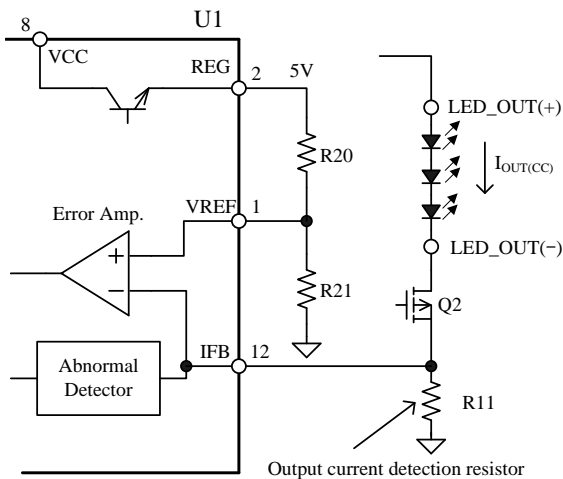 U1
8
VCC
REG
2
5V
R20
LED_OUT(+)
I_OUT(CC)
Error Amp.
VREF
1
+
−
R21
LED_OUT(−)
Q2
IFB
12
Abnormal
Detector
R11
Output current detection resistor